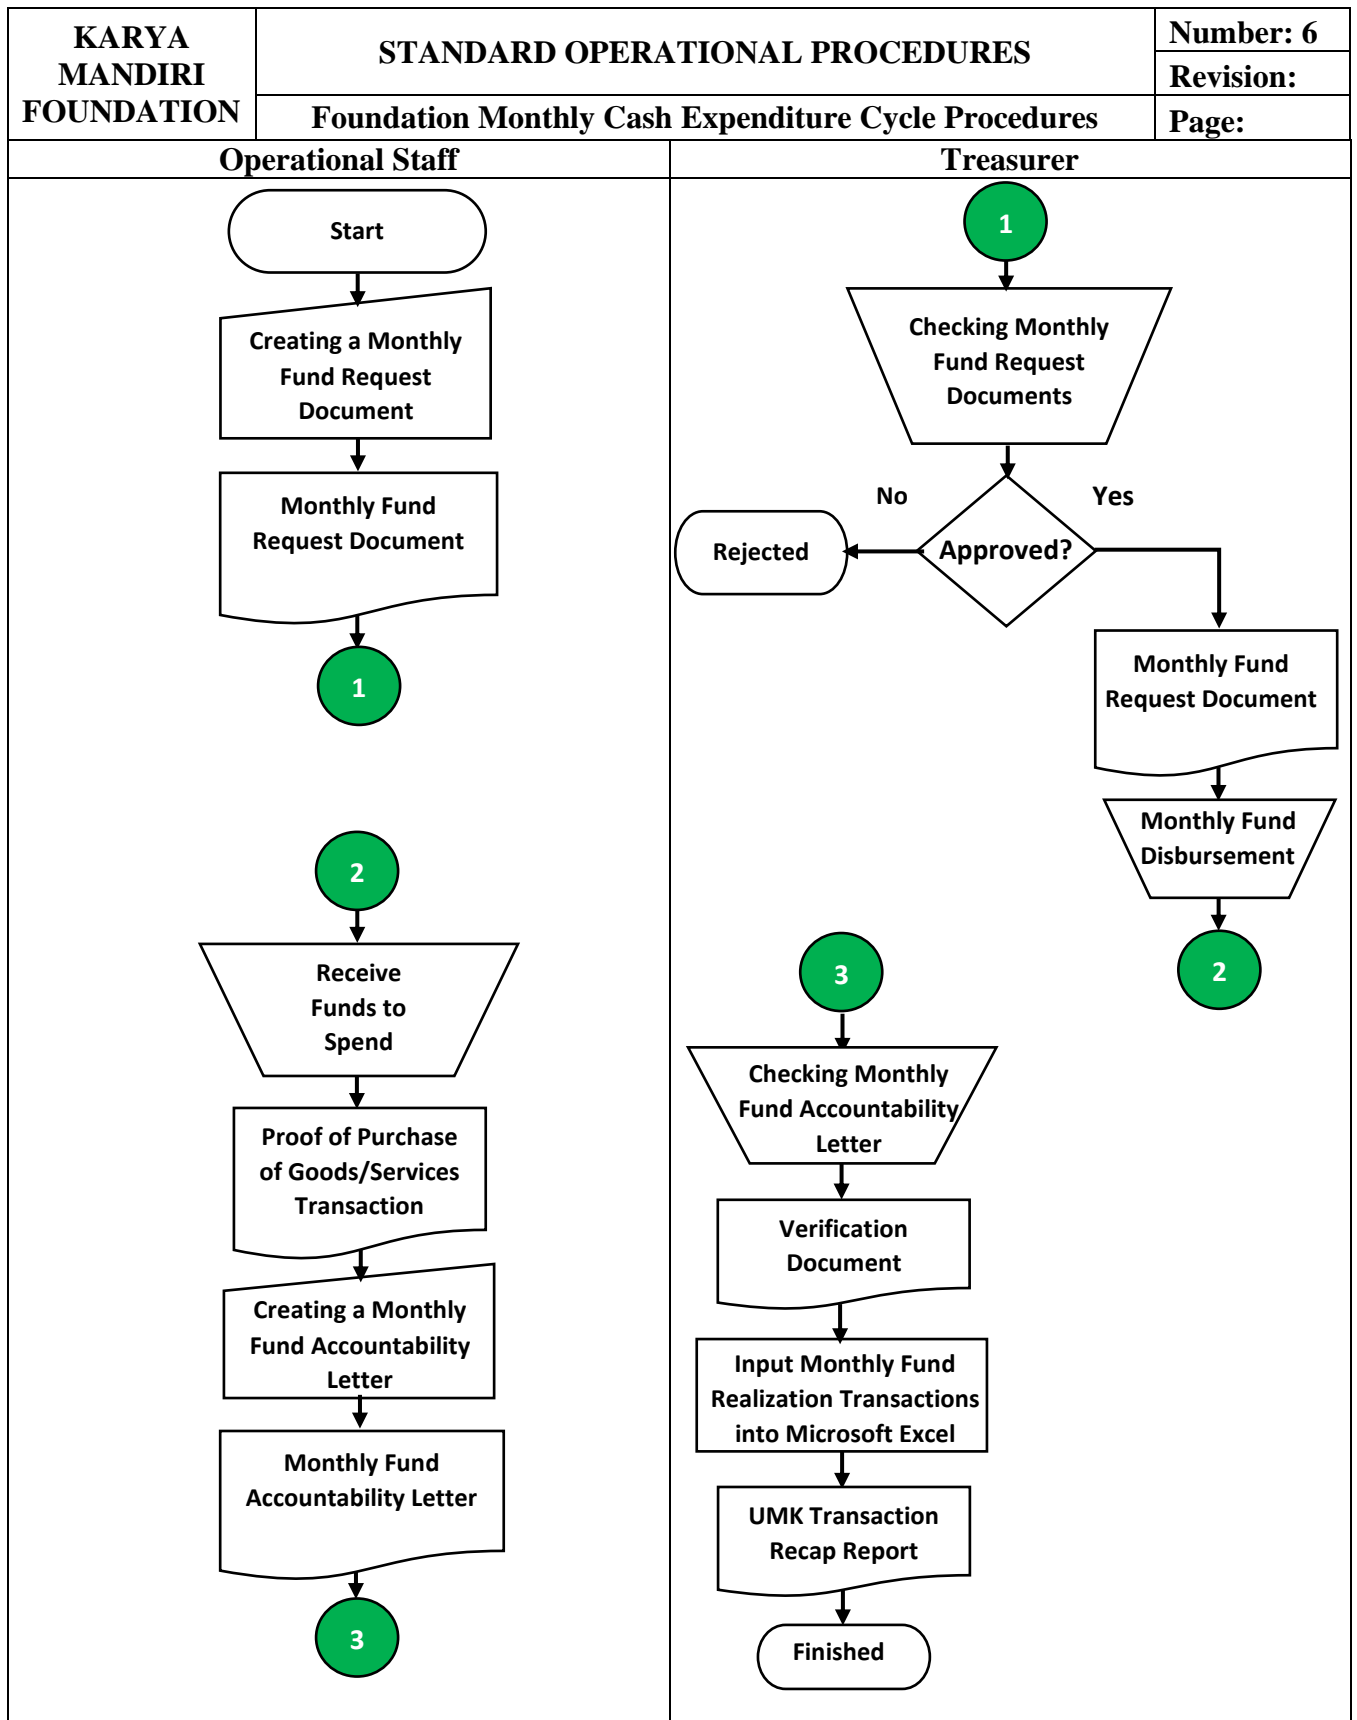 KARYA
MANDIRI
FOUNDATION
STANDARD OPERATIONAL PROCEDURES
Number: 6
Revision:
Foundation Monthly Cash Expenditure Cycle Procedures
Page:
Operational Staff
Start
Creating a Monthly
Fund Request
Document
Monthly Fund
Request Document
1
2
Receive
Funds to
Spend
Proof of Purchase
of Goods/Services
Transaction
Creating a Monthly
Fund Accountability
Letter
Monthly Fund
Accountability Letter
3
Treasurer
1
Checking Monthly
Fund Request
Documents
No
Yes
Rejected
Approved?
Monthly Fund
Request Document
Monthly Fund
Disbursement
2
3
Checking Monthly
Fund Accountability
Letter
Verification
Document
Input Monthly Fund
Realization Transactions
into Microsoft Excel
UMK Transaction
Recap Report
Finished